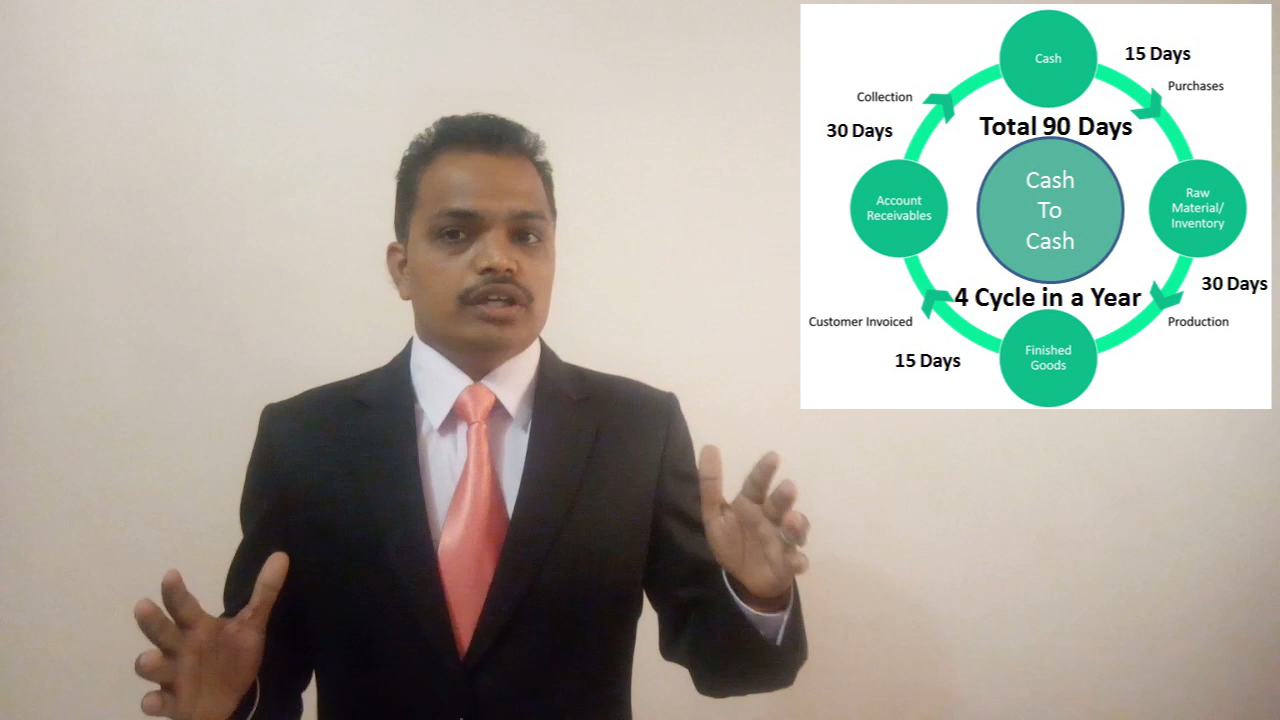 Cash
15 Days
Purchases
Collection
30 Days
Total 90 Days
Cash
To
Cash
Account
Receivables
Raw
Material/
Inventory
30 Days
4 Cycle in a Year
Customer Invoiced
Production
15 Days
Finished
Goods